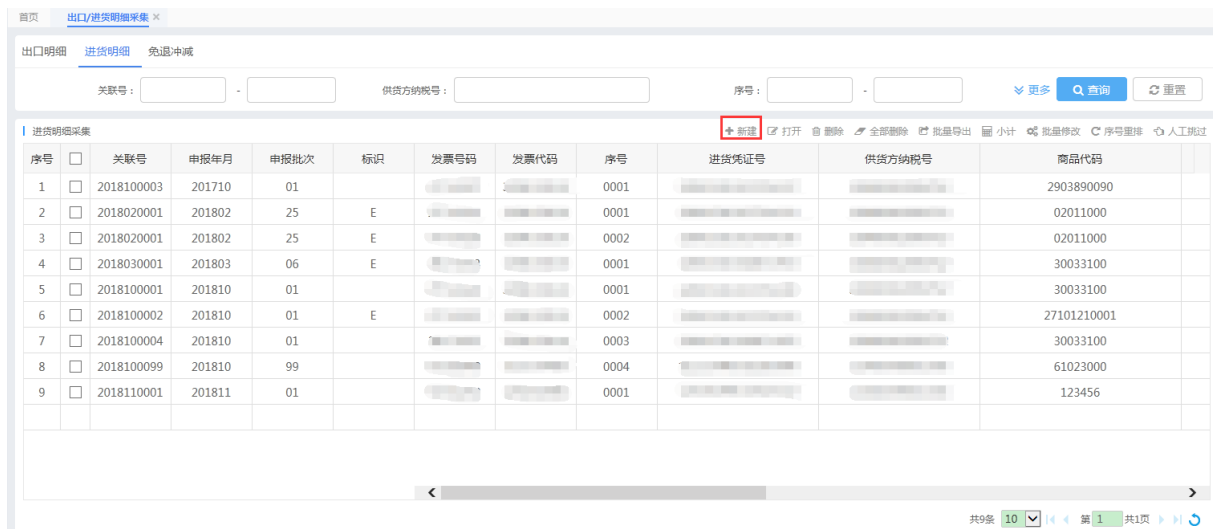 首页 出口/进货明细采集 ×
出口明细 进货明细 免退冲减
关联号： - 供货方纳税号： 序号： - 更多 查询 重置
进货明细采集 新建 打开 删除 全部删除 批量导出 小计 批量修改 序号重排 人工挑过
序号 关联号 申报年月 申报批次 标识 发票号码 发票代码 序号 进货凭证号 供货方纳税号 商品代码
1 2018100003 201710 01 0001 2903890090
2 2018020001 201802 25 E 0001 02011000
3 2018020001 201802 25 E 0002 02011000
4 2018030001 201803 06 E 0001 30033100
5 2018100001 201810 01 0001 30033100
6 2018100002 201810 01 E 0002 27101210001
7 2018100004 201810 01 0003 30033100
8 2018100099 201810 99 0004 61023000
9 2018110001 201811 01 0001 123456
共9条 10 第 1 共1页